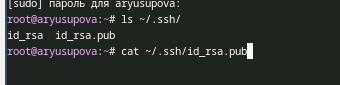 [sudo] пароль для aryusupova:
root@aryusupova:~# ls ~/.ssh/
id_rsa  id_rsa.pub
root@aryusupova:~# cat ~/.ssh/id_rsa.pub